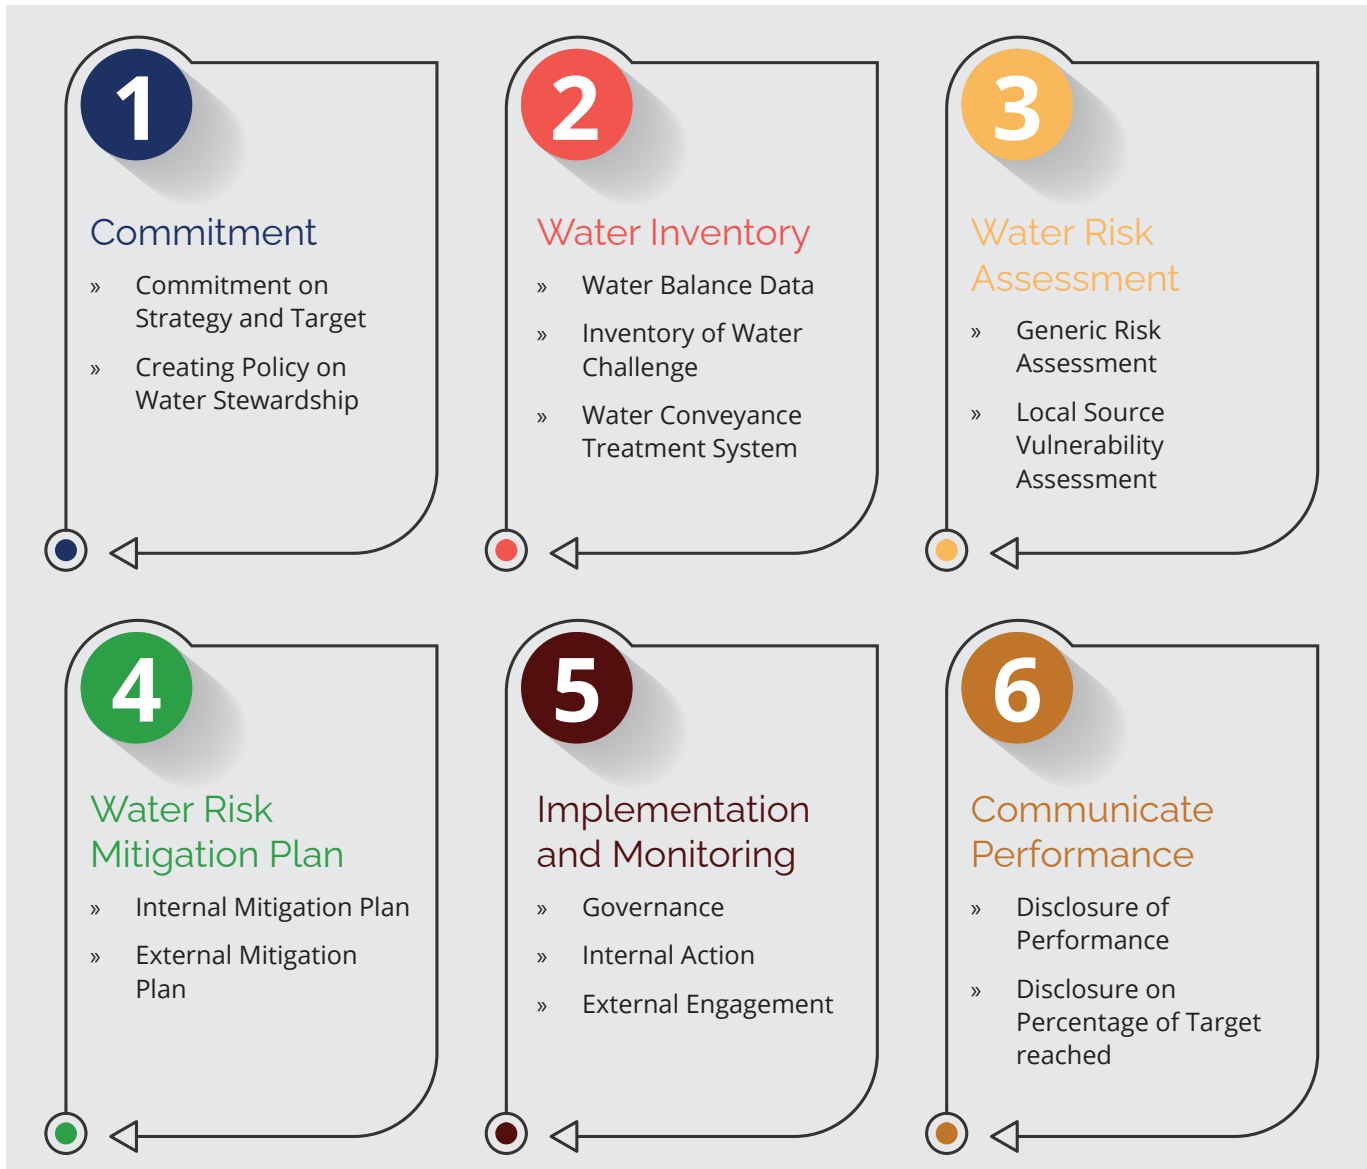 1
Commitment
» Commitment on
Strategy and Target
» Creating Policy on
Water Stewardship
2
Water Inventory
» Water Balance Data
» Inventory of Water
Challenge
» Water Conveyance
Treatment System
3
Water Risk
Assessment
» Generic Risk
Assessment
» Local Source
Vulnerability
Assessment
4
Water Risk
Mitigation Plan
» Internal Mitigation Plan
» External Mitigation
Plan
5
Implementation
and Monitoring
» Governance
» Internal Action
» External Engagement
6
Communicate
Performance
» Disclosure of
Performance
» Disclosure on
Percentage of Target
reached